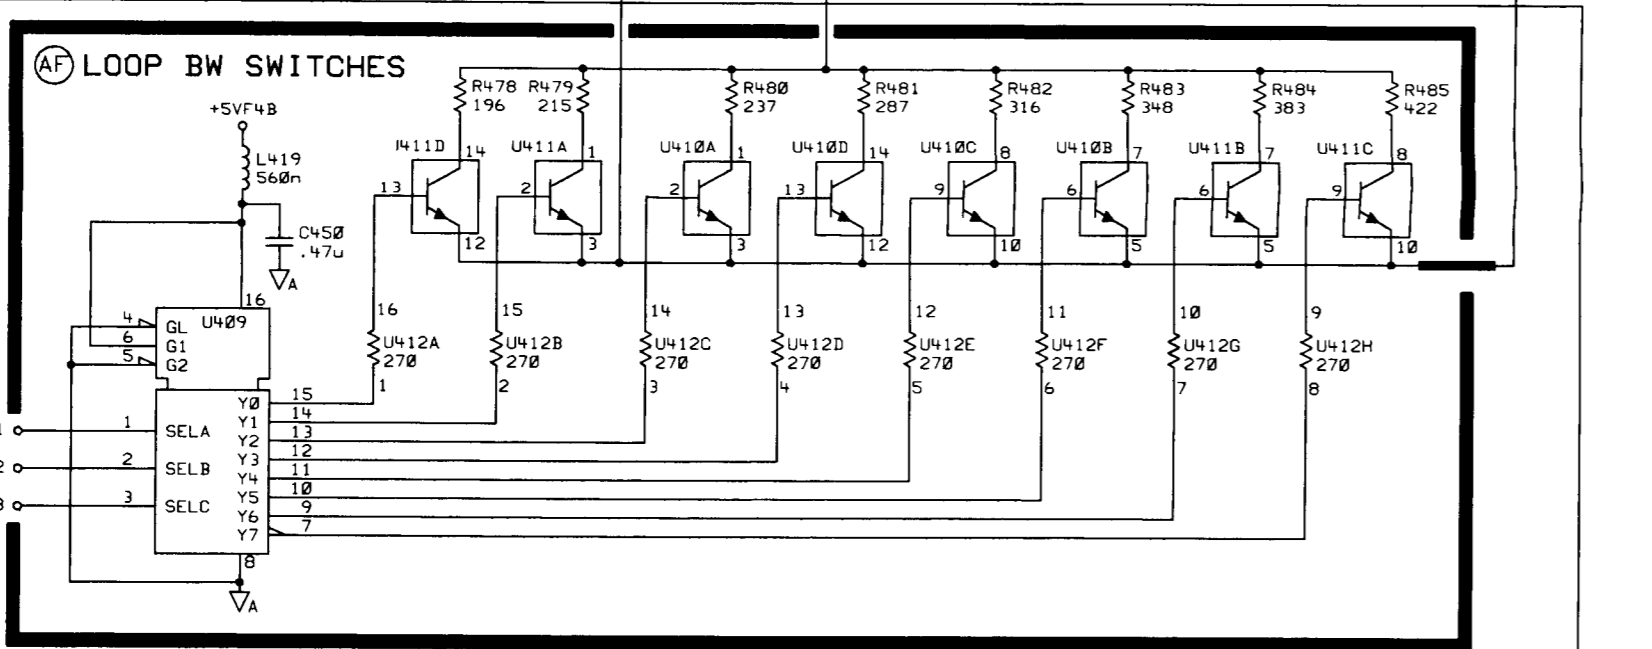 AF LOOP BW SWITCHES
+5VF4B
L419
560n
C450
.47u
A
R478
196
R479
215
R480
237
R481
287
R482
316
R483
348
R484
383
R485
422
U411D
14
13
12
U411A
1
2
3
U410A
1
2
3
U410D
14
13
12
U410C
8
9
10
U410B
7
6
5
U411B
7
6
5
U411C
8
9
10
16
U412A
270
1
15
U412B
270
2
14
U412C
270
3
13
U412D
270
4
12
U412E
270
5
11
U412F
270
6
10
U412G
270
7
9
U412H
270
8
16
U409
4 GL
6 G1
5 G2
1 SELA
2 SELB
3 SELC
Y0 15
Y1 14
Y2 13
Y3 12
Y4 11
Y5 10
Y6 9
Y7 7
8
A
2